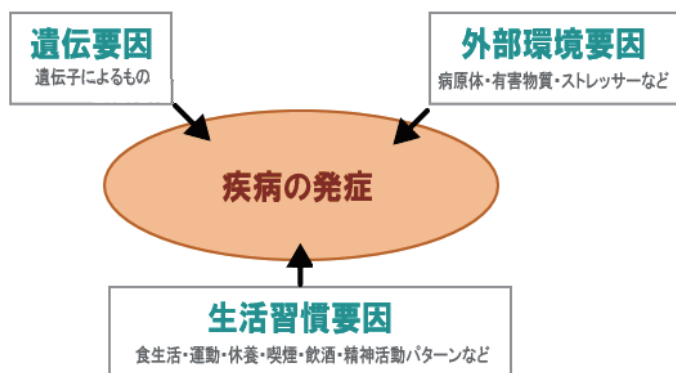 遺伝要因
遺伝子によるもの
外部環境要因
病原体・有害物質・ストレッサーなど
疾病の発症
生活習慣要因
食生活・運動・休養・喫煙・飲酒・精神活動パターンなど